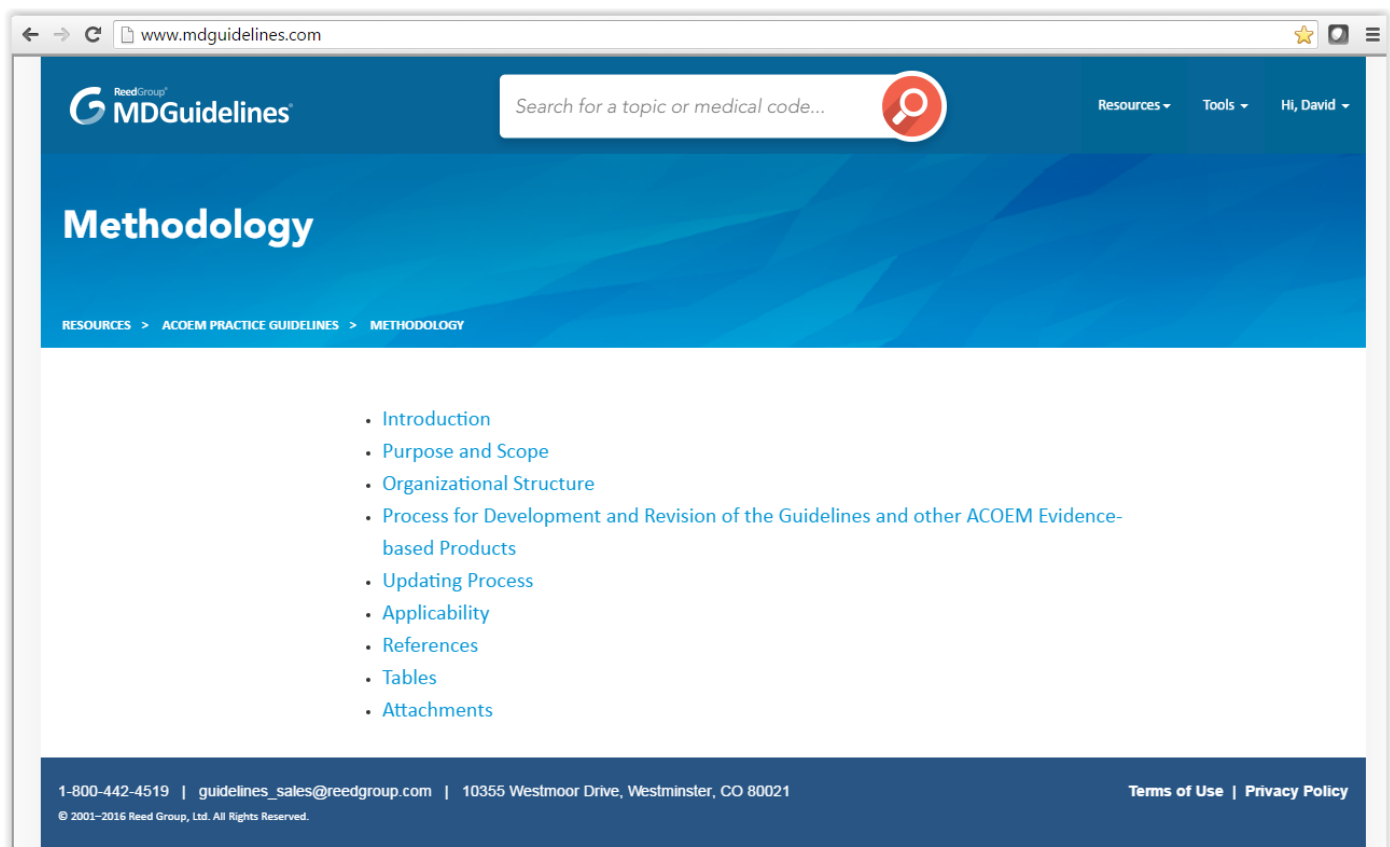 www.mdguidelines.com
ReedGroup®
MDGuidelines®
Search for a topic or medical code...
Resources
Tools
Hi, David
Methodology
RESOURCES > ACOEM PRACTICE GUIDELINES > METHODOLOGY
• Introduction
• Purpose and Scope
• Organizational Structure
• Process for Development and Revision of the Guidelines and other ACOEM Evidence-
based Products
• Updating Process
• Applicability
• References
• Tables
• Attachments
1-800-442-4519 | guidelines_sales@reedgroup.com | 10355 Westmoor Drive, Westminster, CO 80021
Terms of Use | Privacy Policy
© 2001–2016 Reed Group, Ltd. All Rights Reserved.